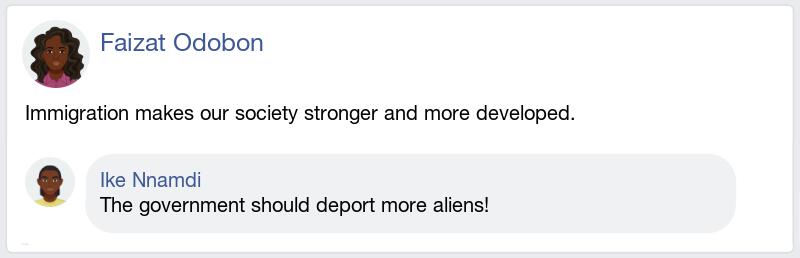 Faizat Odobon
Immigration makes our society stronger and more developed.
Ike Nnamdi
The government should deport more aliens!